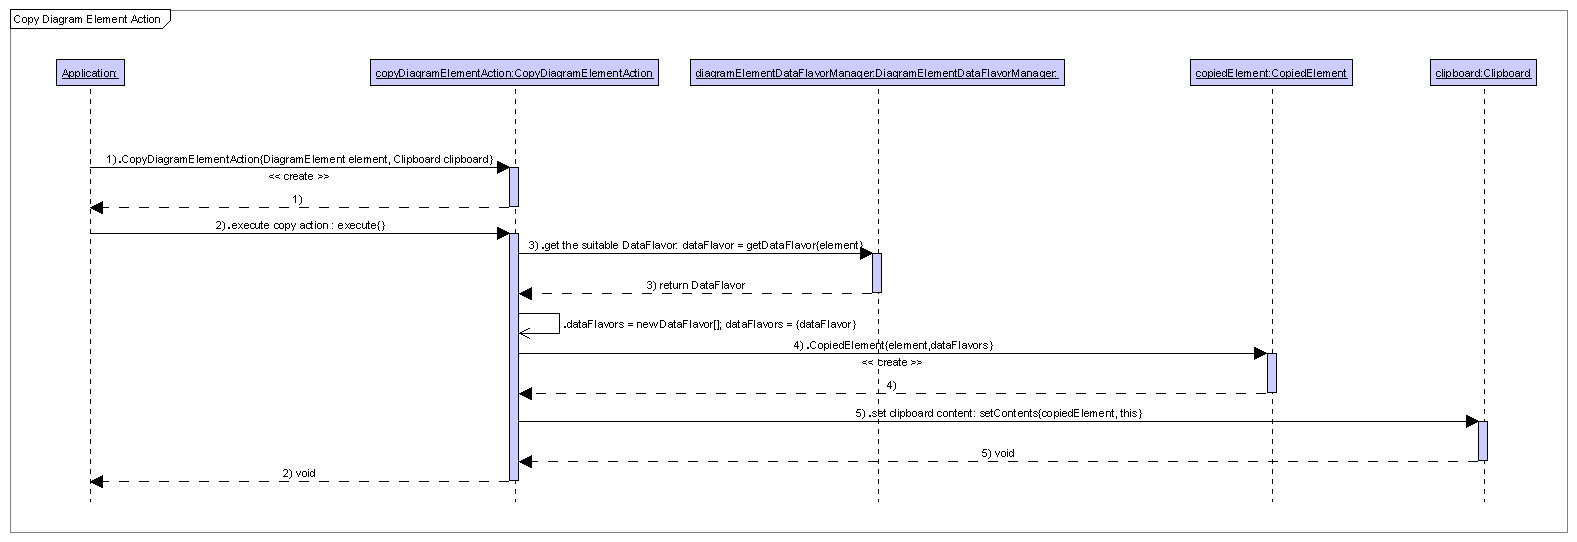 Copy Diagram Element Action
Application:
copyDiagramElementAction:CopyDiagramElementAction
diagramElementDataFlavorManager:DiagramElementDataFlavorManager:
copiedElement:CopiedElement
clipboard:Clipboard
1) .CopyDiagramElementAction{DiagramElement element, Clipboard clipboard}
<< create >>
1)
2) .execute copy action : execute{}
3) .get the suitable DataFlavor: dataFlavor = getDataFlavor{element}
3) return DataFlavor
.dataFlavors = new DataFlavor[]; dataFlavors = {dataFlavor}
4) .CopiedElement{element,dataFlavors}
<< create >>
4)
5) .set clipboard content: setContents{copiedElement, this}
5) void
2) void